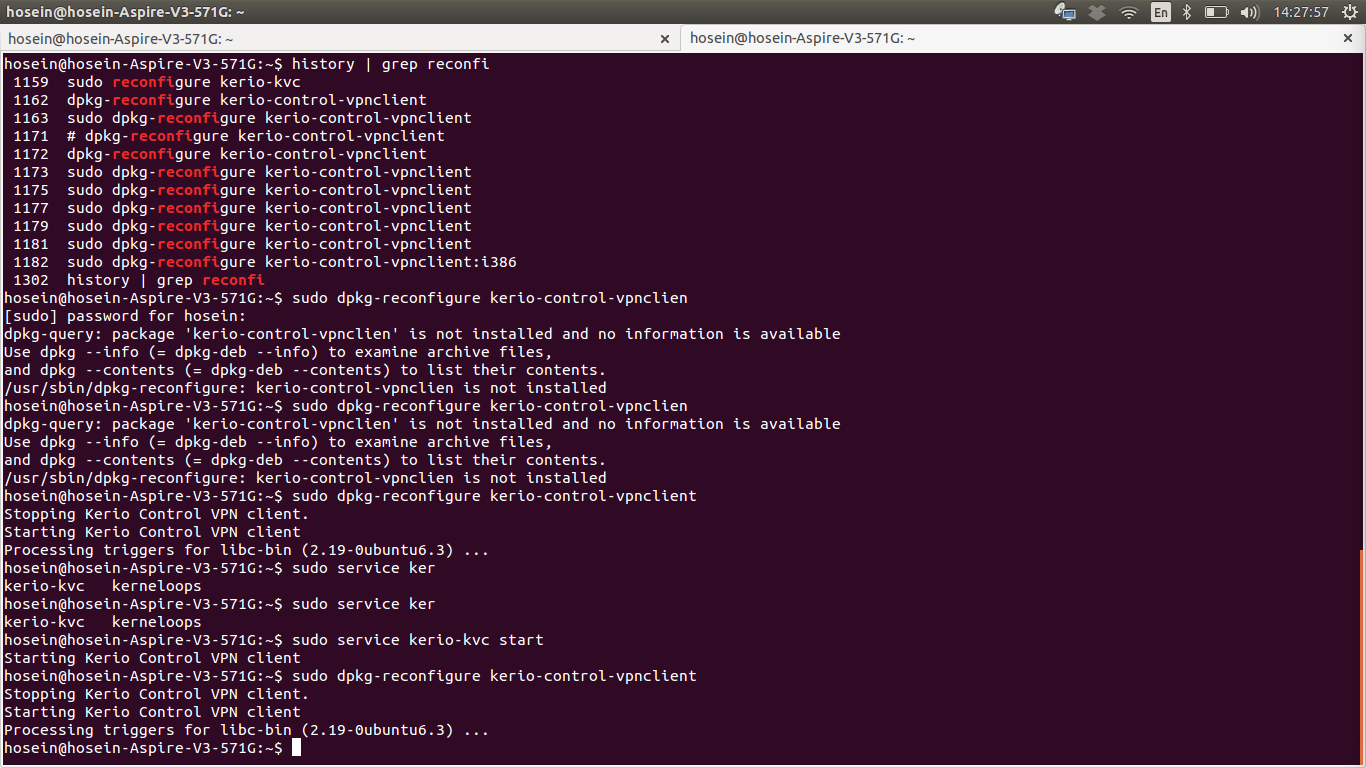 hosein@hosein-Aspire-V3-571G: ~
En
14:27:57
hosein@hosein-Aspire-V3-571G: ~
hosein@hosein-Aspire-V3-571G: ~
hosein@hosein-Aspire-V3-571G:~$ history | grep reconfi
1159  sudo reconfigure kerio-kvc
1162  dpkg-reconfigure kerio-control-vpnclient
1163  sudo dpkg-reconfigure kerio-control-vpnclient
1171  # dpkg-reconfigure kerio-control-vpnclient
1172  dpkg-reconfigure kerio-control-vpnclient
1173  sudo dpkg-reconfigure kerio-control-vpnclient
1175  sudo dpkg-reconfigure kerio-control-vpnclient
1177  sudo dpkg-reconfigure kerio-control-vpnclient
1179  sudo dpkg-reconfigure kerio-control-vpnclient
1181  sudo dpkg-reconfigure kerio-control-vpnclient
1182  sudo dpkg-reconfigure kerio-control-vpnclient:i386
1302  history | grep reconfi
hosein@hosein-Aspire-V3-571G:~$ sudo dpkg-reconfigure kerio-control-vpnclien
[sudo] password for hosein:
dpkg-query: package 'kerio-control-vpnclien' is not installed and no information is available
Use dpkg --info (= dpkg-deb --info) to examine archive files,
and dpkg --contents (= dpkg-deb --contents) to list their contents.
/usr/sbin/dpkg-reconfigure: kerio-control-vpnclien is not installed
hosein@hosein-Aspire-V3-571G:~$ sudo dpkg-reconfigure kerio-control-vpnclien
dpkg-query: package 'kerio-control-vpnclien' is not installed and no information is available
Use dpkg --info (= dpkg-deb --info) to examine archive files,
and dpkg --contents (= dpkg-deb --contents) to list their contents.
/usr/sbin/dpkg-reconfigure: kerio-control-vpnclien is not installed
hosein@hosein-Aspire-V3-571G:~$ sudo dpkg-reconfigure kerio-control-vpnclient
Stopping Kerio Control VPN client.
Starting Kerio Control VPN client
Processing triggers for libc-bin (2.19-0ubuntu6.3) ...
hosein@hosein-Aspire-V3-571G:~$ sudo service ker
kerio-kvc   kerneloops
hosein@hosein-Aspire-V3-571G:~$ sudo service ker
kerio-kvc   kerneloops
hosein@hosein-Aspire-V3-571G:~$ sudo service kerio-kvc start
Starting Kerio Control VPN client
hosein@hosein-Aspire-V3-571G:~$ sudo dpkg-reconfigure kerio-control-vpnclient
Stopping Kerio Control VPN client.
Starting Kerio Control VPN client
Processing triggers for libc-bin (2.19-0ubuntu6.3) ...
hosein@hosein-Aspire-V3-571G:~$